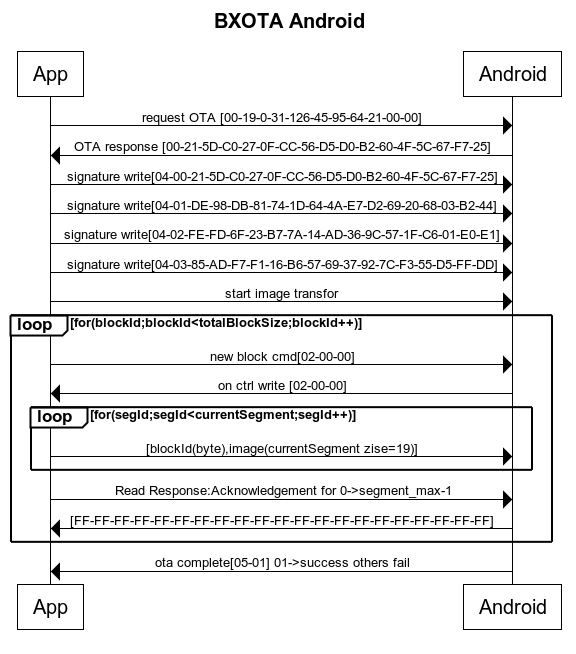 BXOTA Android
App Android
request OTA [00-19-0-31-126-45-95-64-21-00-00]
OTA response [00-21-5D-C0-27-0F-CC-56-D5-D0-B2-60-4F-5C-67-F7-25]
signature write[04-00-21-5D-C0-27-0F-CC-56-D5-D0-B2-60-4F-5C-67-F7-25]
signature write[04-01-DE-98-DB-81-74-1D-64-4A-E7-D2-69-20-68-03-B2-44]
signature write[04-02-FE-FD-6F-23-B7-7A-14-AD-36-9C-57-1F-C6-01-E0-E1]
signature write[04-03-85-AD-F7-F1-16-B6-57-69-37-92-7C-F3-55-D5-FF-DD]
start image transfor
loop [for(blockId;blockId<totalBlockSize;blockId++)]
new block cmd[02-00-00]
on ctrl write [02-00-00]
loop [for(segId;segId<currentSegment;segId++)]
[blockId(byte),image(currentSegment zise=19)]
Read Response:Acknowledgement for 0->segment_max-1
[FF-FF-FF-FF-FF-FF-FF-FF-FF-FF-FF-FF-FF-FF-FF-FF-FF-FF-FF-FF-FF]
ota complete[05-01] 01->success others fail
App Android